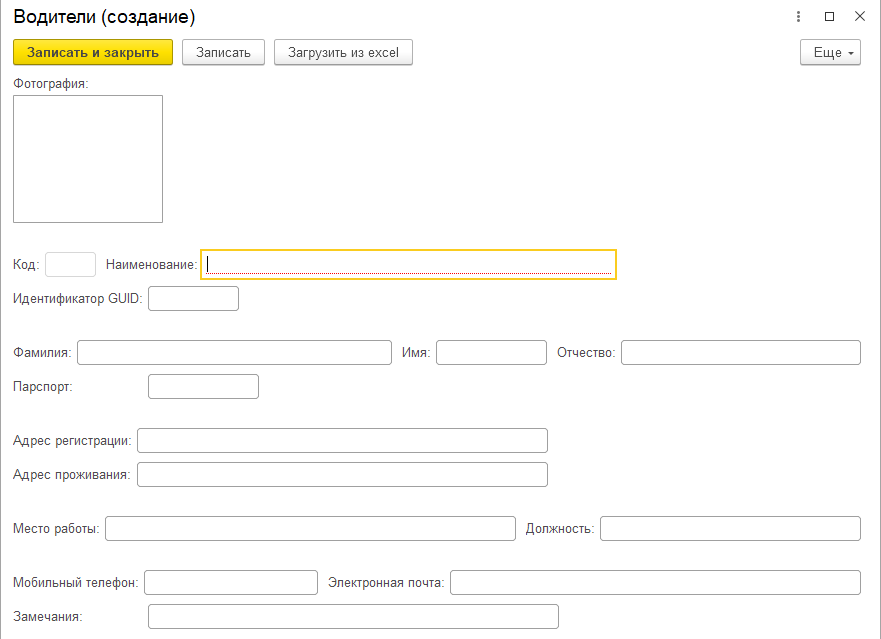 Водители (создание)
Записать и закрыть Записать Загрузить из excel Еще
Фотография:
Код: Наименование:
Идентификатор GUID:
Фамилия: Имя: Отчество:
Парспорт:
Адрес регистрации:
Адрес проживания:
Место работы: Должность:
Мобильный телефон: Электронная почта:
Замечания: